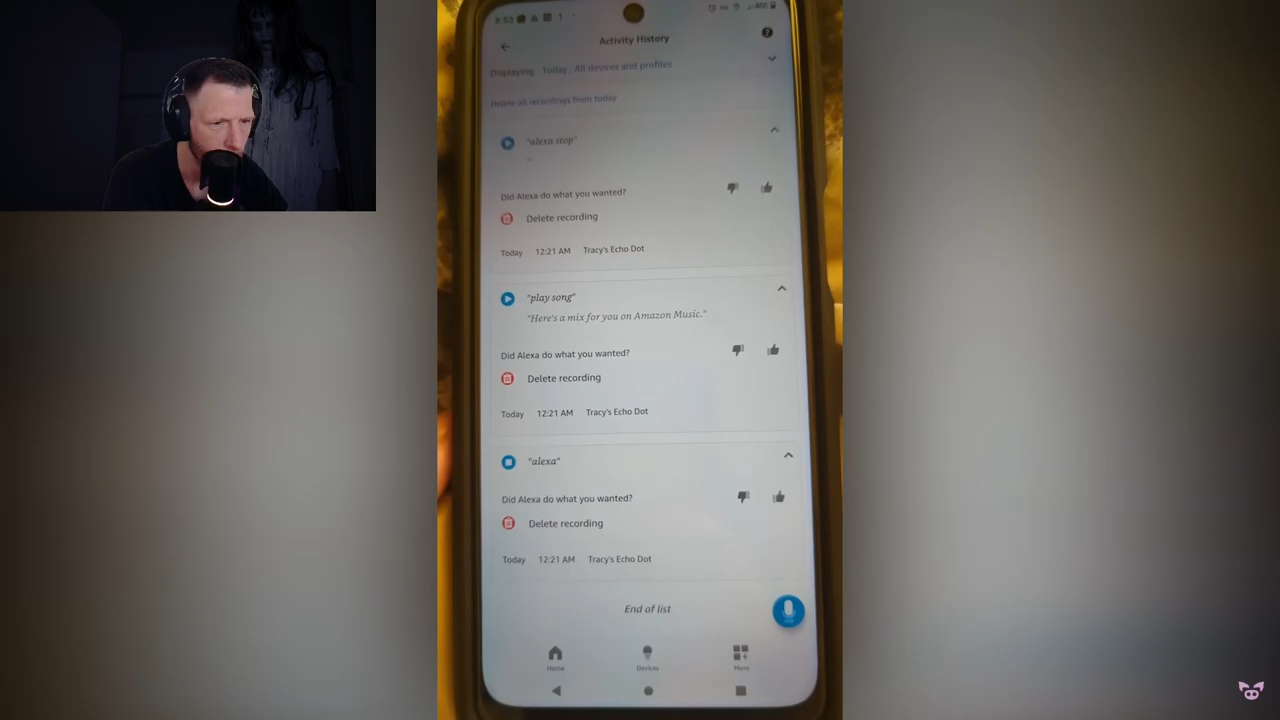 8:53
Activity History
Displaying Today , All devices and profiles
Delete all recordings from today
"alexa stop"
Did Alexa do what you wanted?
Delete recording
Today 12:21 AM Tracy's Echo Dot
"play song"
"Here's a mix for you on Amazon Music."
Did Alexa do what you wanted?
Delete recording
Today 12:21 AM Tracy's Echo Dot
"alexa"
Did Alexa do what you wanted?
Delete recording
Today 12:21 AM Tracy's Echo Dot
End of list
Home Devices More